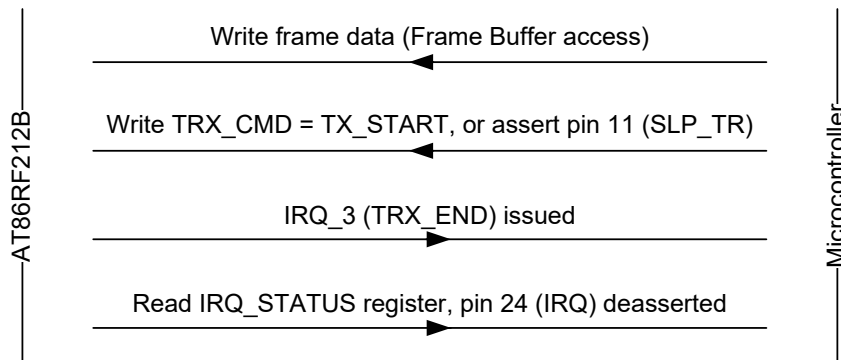 Write frame data (Frame Buffer access)
Write TRX_CMD = TX_START, or assert pin 11 (SLP_TR)
IRQ_3 (TRX_END) issued
Read IRQ_STATUS register, pin 24 (IRQ) deasserted
AT86RF212B
Microcontroller